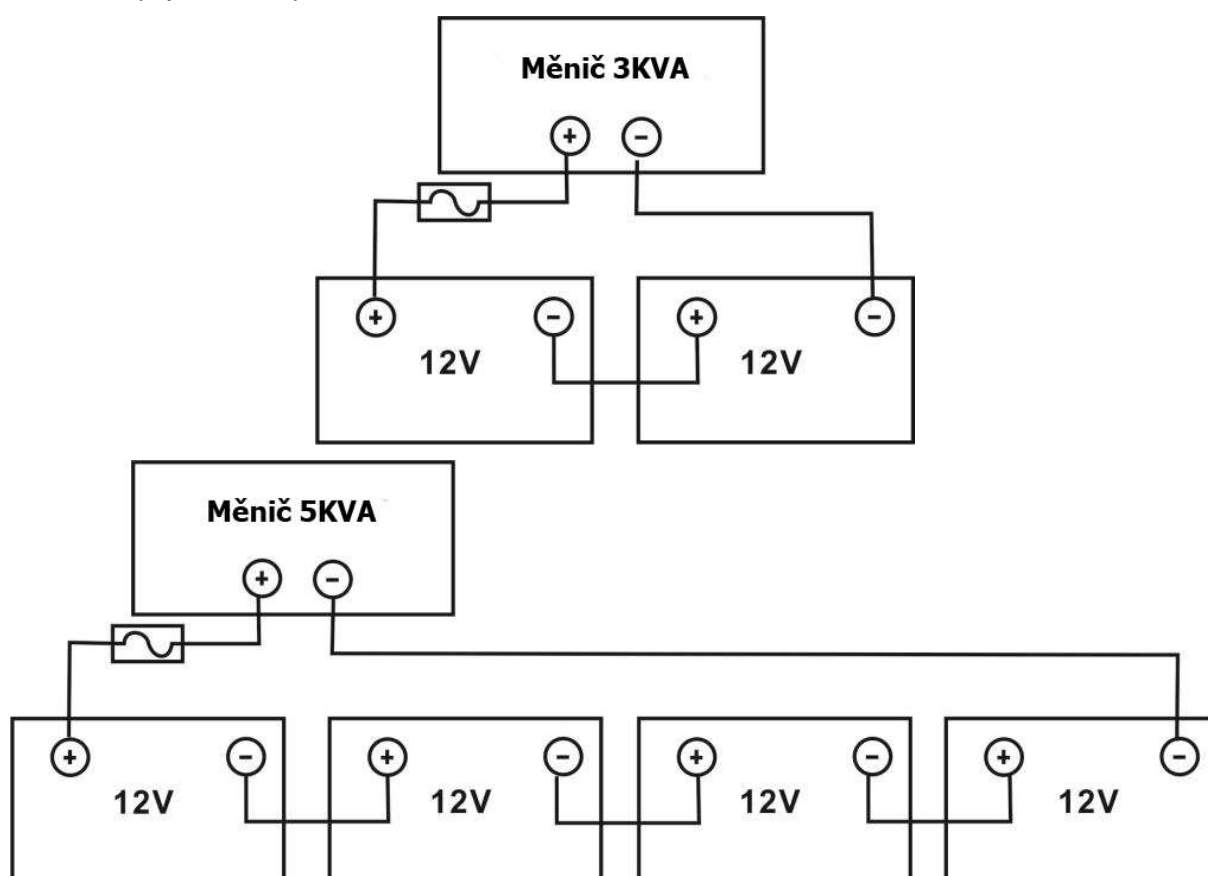 Měnič 3KVA
+ -
+ - + -
12V 12V
Měnič 5KVA
+ -
+ - + - + - + -
12V 12V 12V 12V